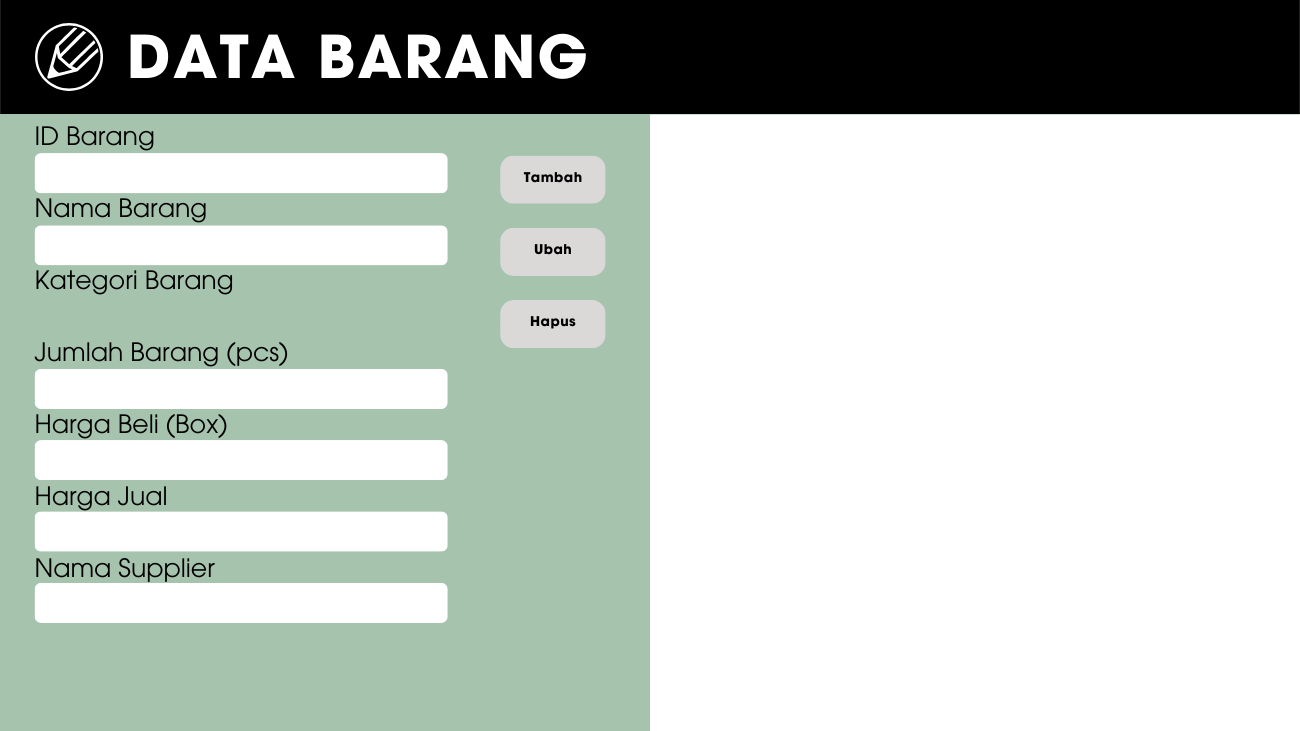 DATA BARANG
ID Barang
Tambah
Nama Barang
Ubah
Kategori Barang
Hapus
Jumlah Barang (pcs)
Harga Beli (Box)
Harga Jual
Nama Supplier